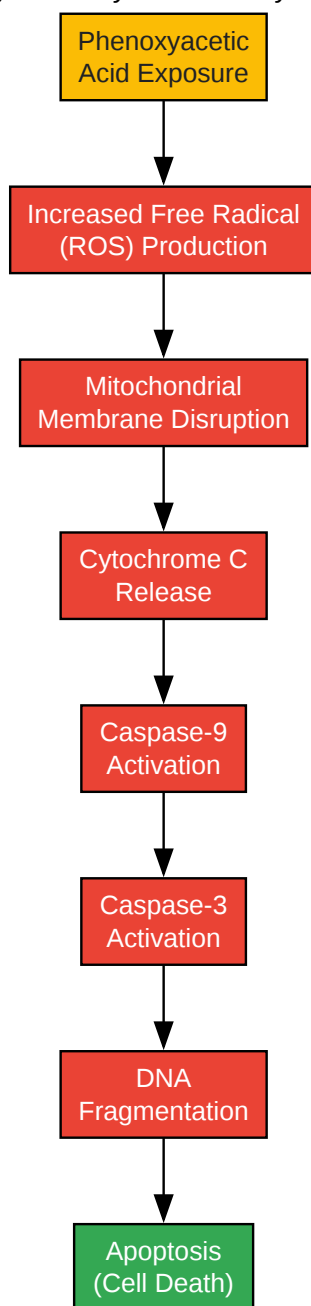 Phenoxyacetic
Acid Exposure
Increased Free Radical
(ROS) Production
Mitochondrial
Membrane Disruption
Cytochrome C
Release
Caspase-9
Activation
Caspase-3
Activation
DNA
Fragmentation
Apoptosis
(Cell Death)